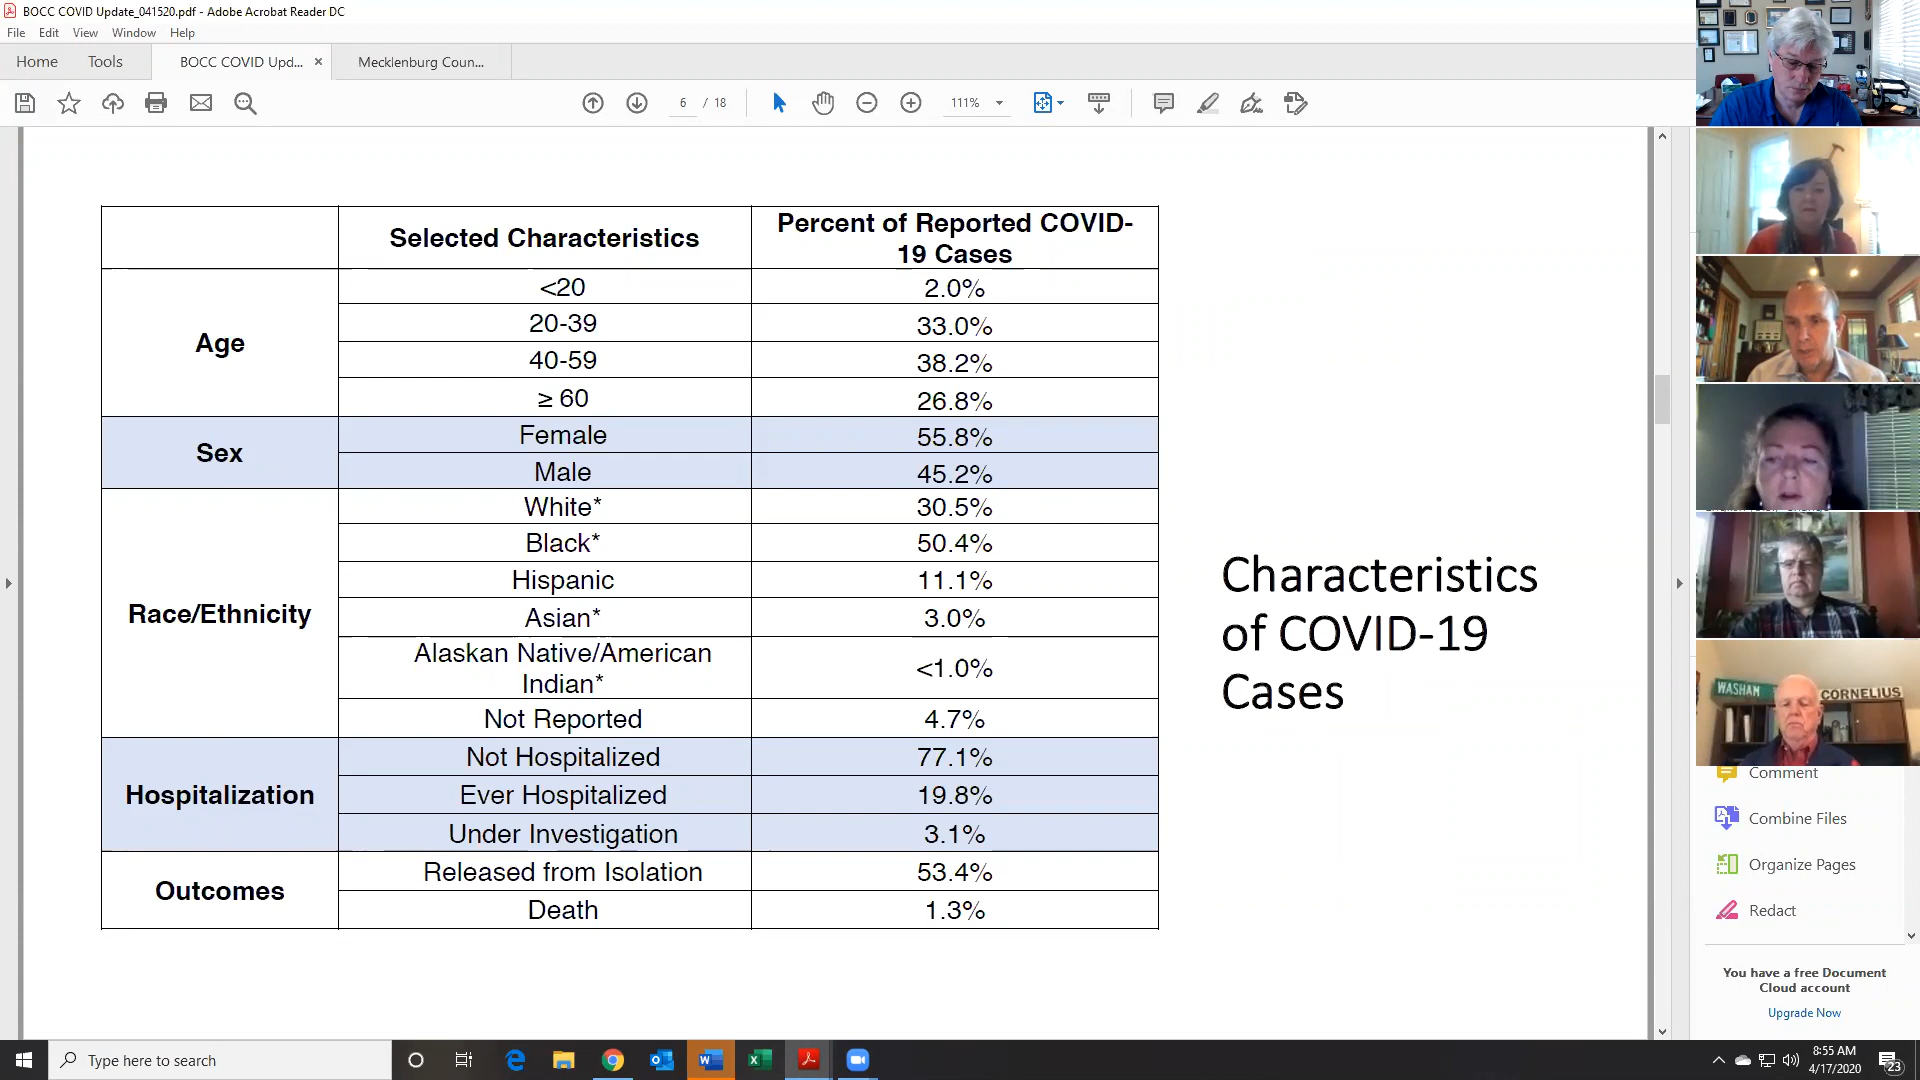 BOCC COVID Update_041520.pdf - Adobe Acrobat Reader DC
File Edit View Window Help
Home Tools BOCC COVID Upd... × Mecklenburg Coun...
6 / 18 111%
Selected Characteristics
Percent of Reported COVID-
19 Cases
Age
<20 2.0%
20-39 33.0%
40-59 38.2%
≥ 60 26.8%
Sex
Female 55.8%
Male 45.2%
Race/Ethnicity
White* 30.5%
Black* 50.4%
Hispanic 11.1%
Asian* 3.0%
Alaskan Native/American
Indian*
<1.0%
Not Reported 4.7%
Hospitalization
Not Hospitalized 77.1%
Ever Hospitalized 19.8%
Under Investigation 3.1%
Outcomes
Released from Isolation 53.4%
Death 1.3%
Characteristics
of COVID-19
Cases
WASHAM CORNELIUS
Comment
Combine Files
Organize Pages
Redact
You have a free Document
Cloud account
Upgrade Now
Type here to search
8:55 AM
4/17/2020
23